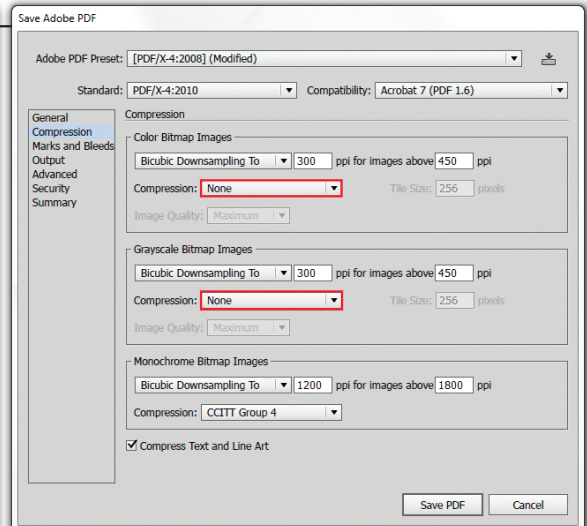 Save Adobe PDF
Adobe PDF Preset: [PDF/X-4:2008] (Modified)
Standard: PDF/X-4:2010 Compatibility: Acrobat 7 (PDF 1.6)
General
Compression
Marks and Bleeds
Output
Advanced
Security
Summary
Compression
Color Bitmap Images
Bicubic Downsampling To 300 ppi for images above 450 ppi
Compression: None Tile Size: 256 pixels
Image Quality: Maximum
Grayscale Bitmap Images
Bicubic Downsampling To 300 ppi for images above 450 ppi
Compression: None Tile Size: 256 pixels
Image Quality: Maximum
Monochrome Bitmap Images
Bicubic Downsampling To 1200 ppi for images above 1800 ppi
Compression: CCITT Group 4
Compress Text and Line Art
Save PDF Cancel